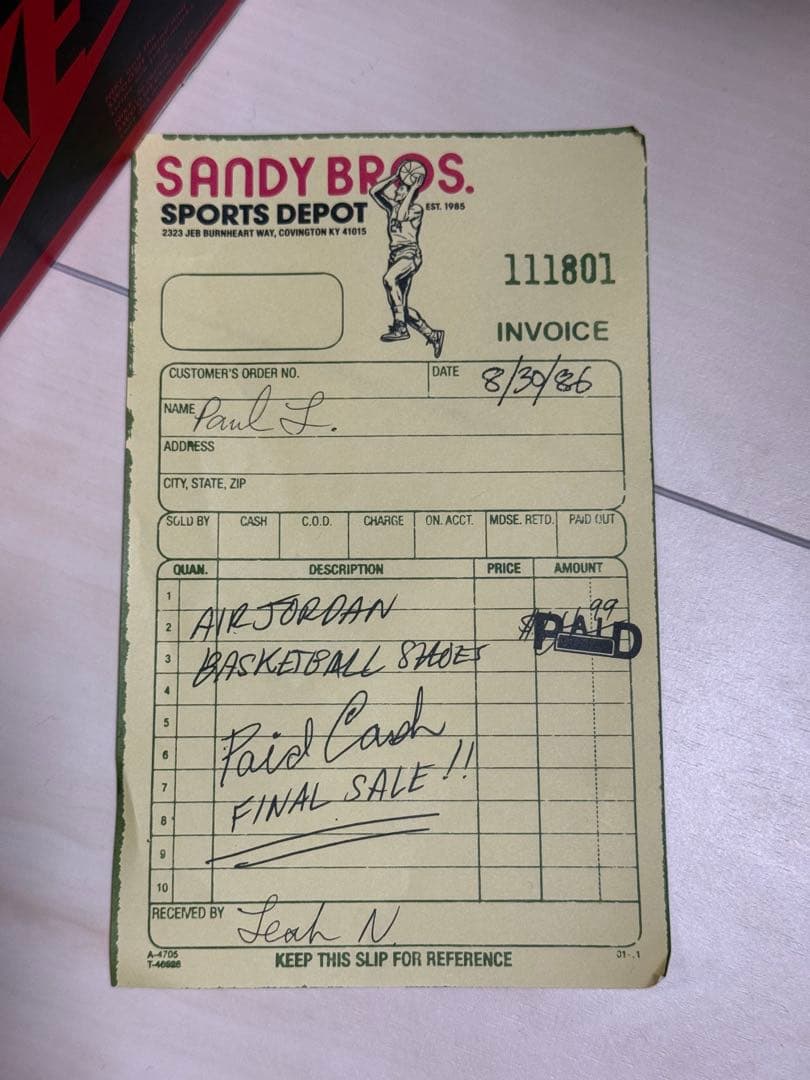 SANDY BROS.
SPORTS DEPOT EST. 1985
2323 JEB BURNHEART WAY, COVINGTON KY 41015
111801
INVOICE
CUSTOMER'S ORDER NO. DATE 8/30/86
NAME Paul L.
ADDRESS
CITY, STATE, ZIP
SOLD BY CASH C.O.D. CHARGE ON. ACCT. MDSE. RETD. PAID OUT
QUAN. DESCRIPTION PRICE AMOUNT
1
2 AIR JORDAN
PAID
3 BASKETBALL SHOES
4
5
6 Paid Cash
7
8 FINAL SALE!!
9
10
RECEIVED BY Leah N.
A-4705
KEEP THIS SLIP FOR REFERENCE